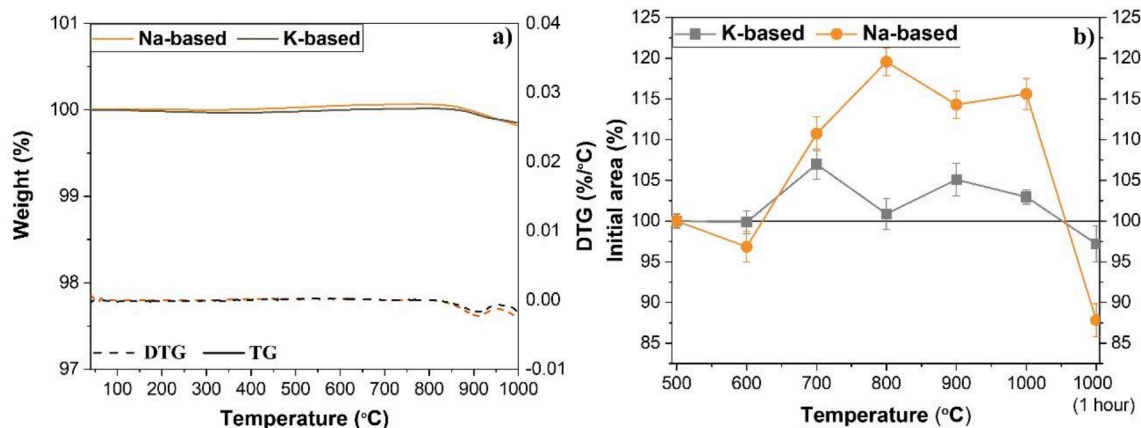 a)
Na-based K-based
Weight (%)
101
100
99
98
97
DTG (%/°C)
0.04
0.03
0.02
0.01
0.00
-0.01
DTG TG
100 200 300 400 500 600 700 800 900 1000
Temperature (°C)
b)
K-based Na-based
Initial area (%)
125
120
115
110
105
100
95
90
85
125
120
115
110
105
100
95
90
85
500 600 700 800 900 1000 1000
(1 hour)
Temperature (°C)